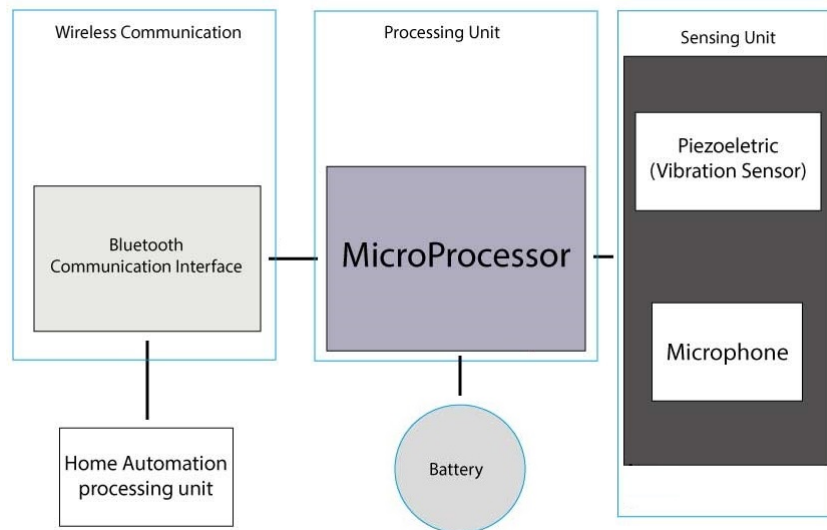 Wireless Communication
Processing Unit
Sensing Unit
Piezoeletric
(Vibration Sensor)
Bluetooth
Communication Interface
MicroProcessor
Microphone
Home Automation
processing unit
Battery